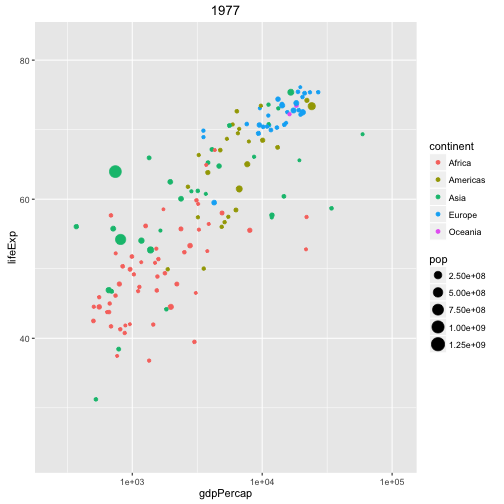 1977
80
60
40
lifeExp
1e+03
1e+04
1e+05
gdpPercap
continent
Africa
Americas
Asia
Europe
Oceania
pop
2.50e+08
5.00e+08
7.50e+08
1.00e+09
1.25e+09